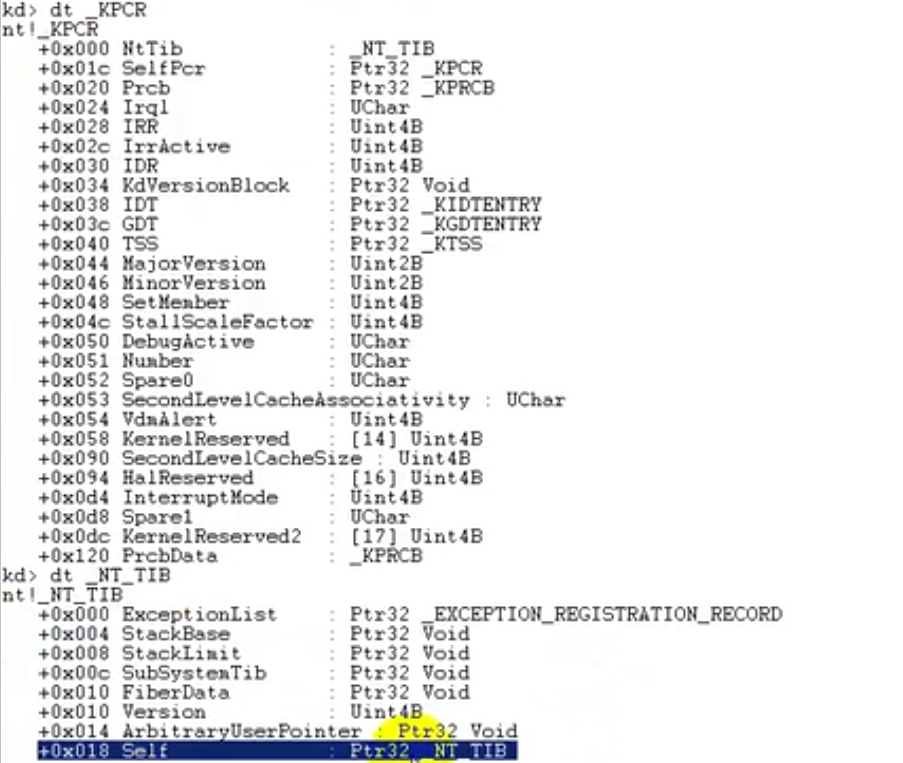 kd> dt _KPCR
nt!_KPCR
+0x000 NtTib : _NT_TIB
+0x01c SelfPcr : Ptr32 _KPCR
+0x020 Prcb : Ptr32 _KPRCB
+0x024 Irql : UChar
+0x028 IRR : Uint4B
+0x02c IrrActive : Uint4B
+0x030 IDR : Uint4B
+0x034 KdVersionBlock : Ptr32 Void
+0x038 IDT : Ptr32 _KIDTENTRY
+0x03c GDT : Ptr32 _KGDTENTRY
+0x040 TSS : Ptr32 _KTSS
+0x044 MajorVersion : Uint2B
+0x046 MinorVersion : Uint2B
+0x048 SetMember : Uint4B
+0x04c StallScaleFactor : Uint4B
+0x050 DebugActive : UChar
+0x051 Number : UChar
+0x052 Spare0 : UChar
+0x053 SecondLevelCacheAssociativity : UChar
+0x054 VdmAlert : Uint4B
+0x058 KernelReserved : [14] Uint4B
+0x090 SecondLevelCacheSize : Uint4B
+0x094 HalReserved : [16] Uint4B
+0x0d4 InterruptMode : Uint4B
+0x0d8 Spare1 : UChar
+0x0dc KernelReserved2 : [17] Uint4B
+0x120 PrcbData : _KPRCB
kd> dt _NT_TIB
nt!_NT_TIB
+0x000 ExceptionList : Ptr32 _EXCEPTION_REGISTRATION_RECORD
+0x004 StackBase : Ptr32 Void
+0x008 StackLimit : Ptr32 Void
+0x00c SubSystemTib : Ptr32 Void
+0x010 FiberData : Ptr32 Void
+0x010 Version : Uint4B
+0x014 ArbitraryUserPointer : Ptr32 Void
+0x018 Self : Ptr32 _NT_TIB